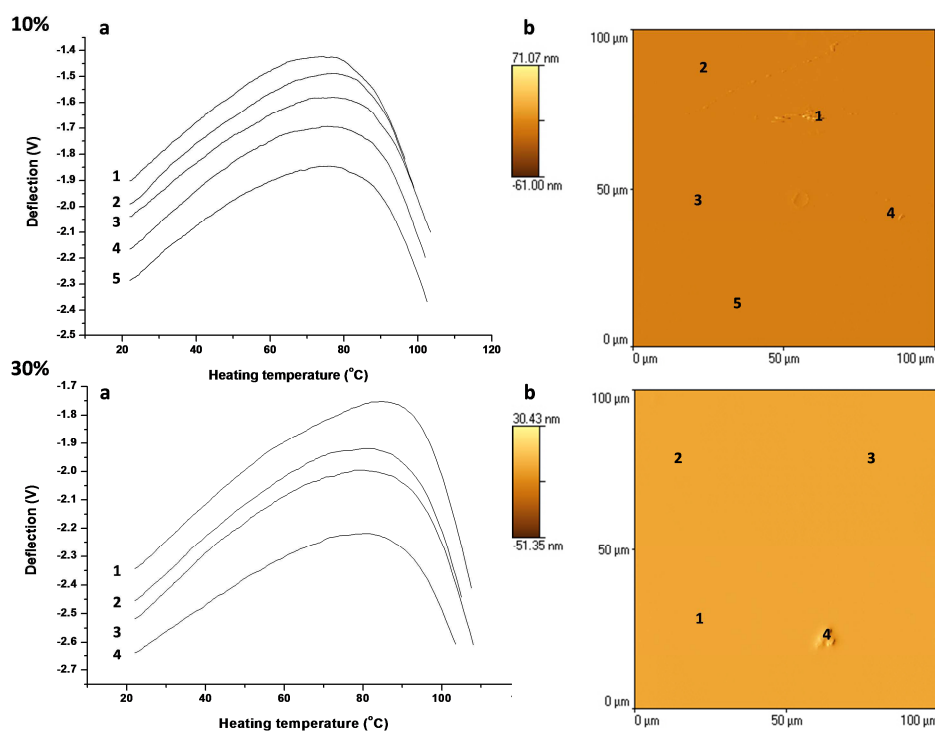 10%
a
-1.4
-1.5
-1.6
-1.7
-1.8
-1.9
-2.0
-2.1
-2.2
-2.3
-2.4
-2.5
Deflection (V)
1
2
3
4
5
20 40 60 80 100 120
Heating temperature (°C)
b
71.07 nm
-61.00 nm
100 µm
50 µm
0 µm
2
1
3
4
5
0 µm 50 µm 100 µm
30%
a
-1.7
-1.8
-1.9
-2.0
-2.1
-2.2
-2.3
-2.4
-2.5
-2.6
-2.7
Deflection (V)
1
2
3
4
20 40 60 80 100
Heating temperature (°C)
b
30.43 nm
-51.35 nm
100 µm
50 µm
0 µm
2 3
1
4
0 µm 50 µm 100 µm